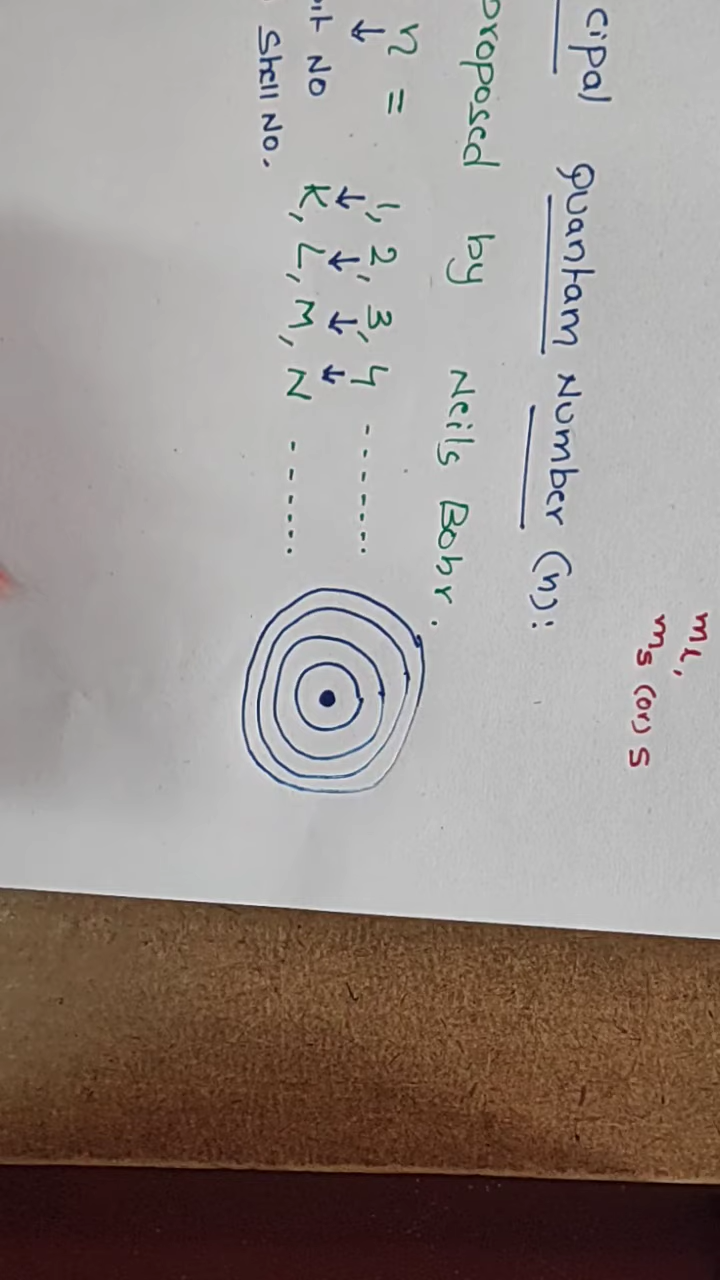 mℓ,
ms (or) S
cipal Quantam Number (n):
proposed by Neils Bohr.
n = 1, 2, 3, 4 -------
↓ ↓ ↓ ↓ ↓
it No K, L, M, N -------
Shell No.